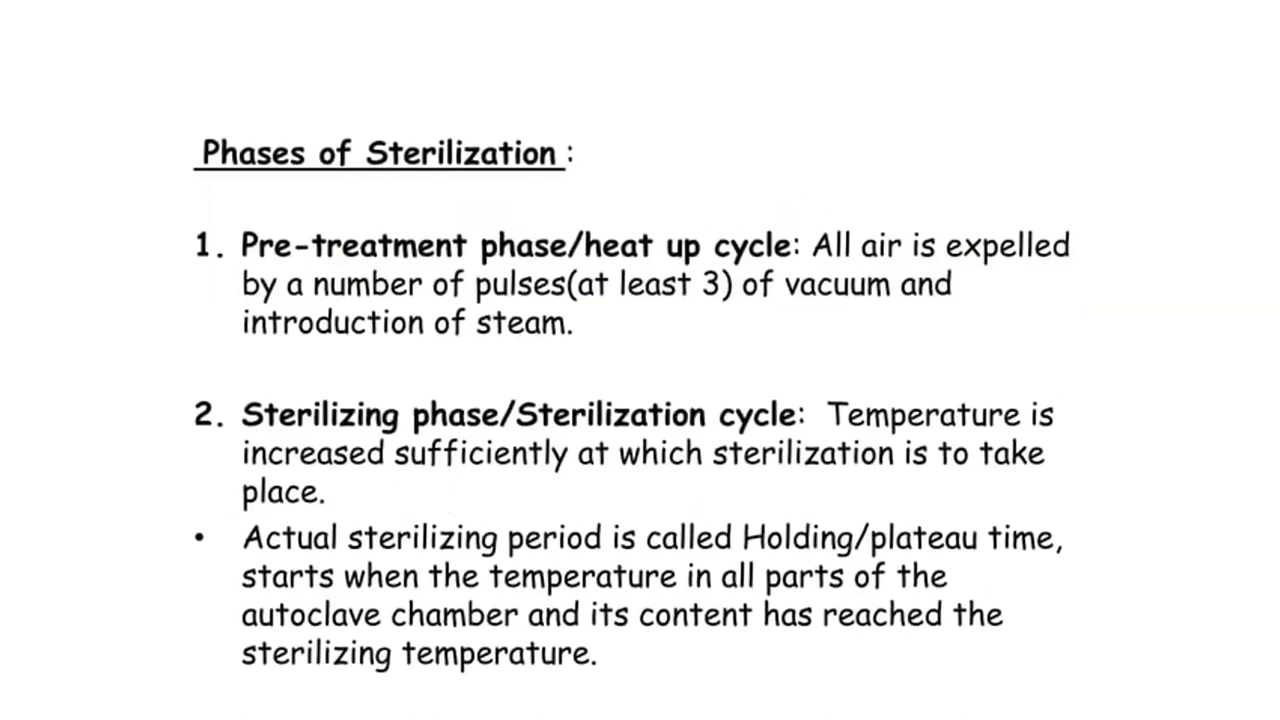 Phases of Sterilization :
1. Pre-treatment phase/heat up cycle: All air is expelled
by a number of pulses(at least 3) of vacuum and
introduction of steam.
2. Sterilizing phase/Sterilization cycle: Temperature is
increased sufficiently at which sterilization is to take
place.
• Actual sterilizing period is called Holding/plateau time,
starts when the temperature in all parts of the
autoclave chamber and its content has reached the
sterilizing temperature.